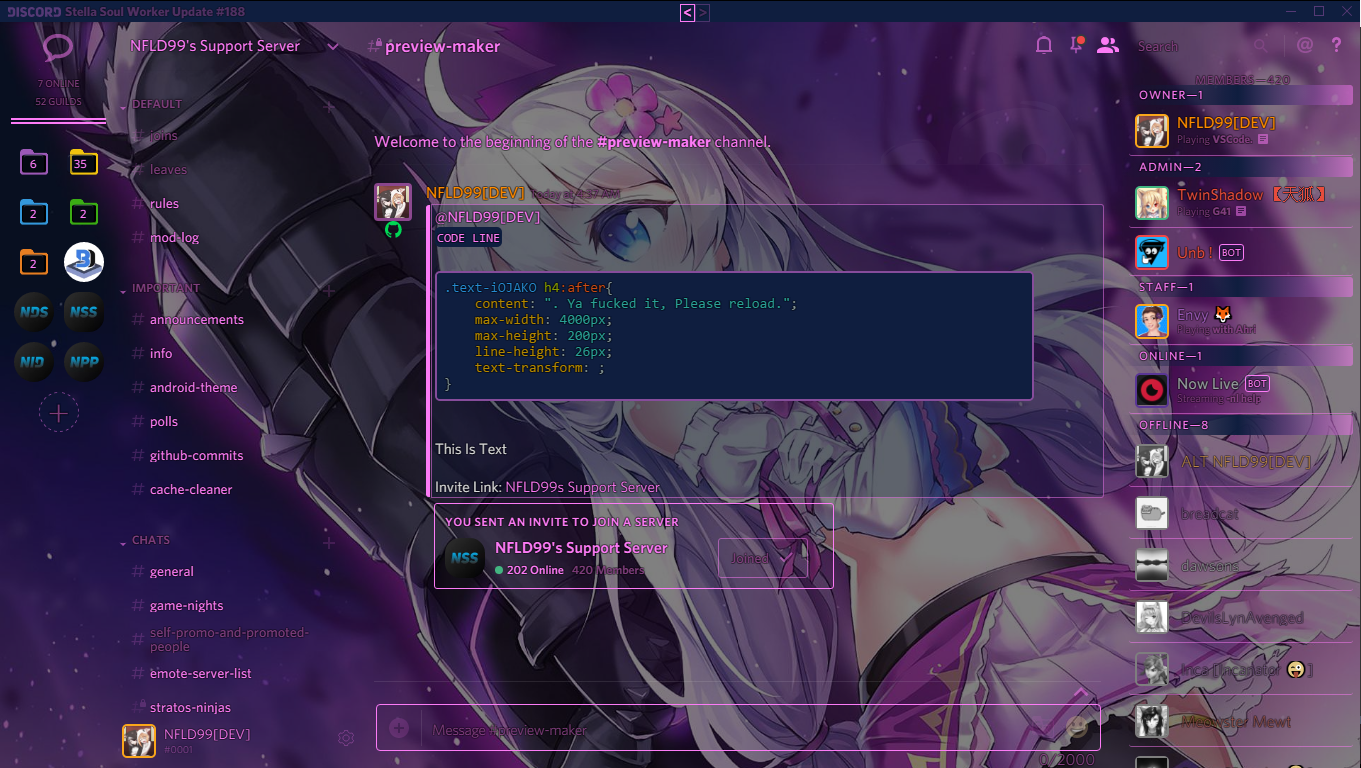 DISCORD Stella Soul Worker Update #188
< >
NFLD99's Support Server
#preview-maker
Search
@ ?
7 ONLINE
52 GUILDS
6
35
2
2
2
NDS
NSS
NID
NPP
DEFAULT
# joins
# leaves
# rules
# mod-log
IMPORTANT
# announcements
# info
# android-theme
# polls
# github-commits
# cache-cleaner
CHATS
# general
# game-nights
# self-promo-and-promoted-
people
# emote-server-list
# stratos-ninjas
NFLD99[DEV]
#0001
Welcome to the beginning of the #preview-maker channel.
NFLD99[DEV] Today at 4:37 AM
@NFLD99[DEV]
CODE LINE
.text-iOJAKO h4:after{
content: ". Ya fucked it, Please reload.";
max-width: 4000px;
max-height: 200px;
line-height: 26px;
text-transform: ;
}
This Is Text
Invite Link: NFLD99s Support Server
YOU SENT AN INVITE TO JOIN A SERVER
NSS
NFLD99's Support Server
202 Online 420 Members
Joined
Message #preview-maker
0/2000
MEMBERS—420
OWNER—1
NFLD99[DEV]
Playing VSCode.
ADMIN—2
TwinShadow【天狐】
Playing G41
Unb ! BOT
STAFF—1
Envy 🦊
Playing with Ahri
ONLINE—1
Now Live BOT
Streaming -nl help
OFFLINE—8
ALT NFLD99[DEV]
breadcat
dawsons
DevilsLynAvenged
Inca [Incanator 😜]
Meowster Mewt